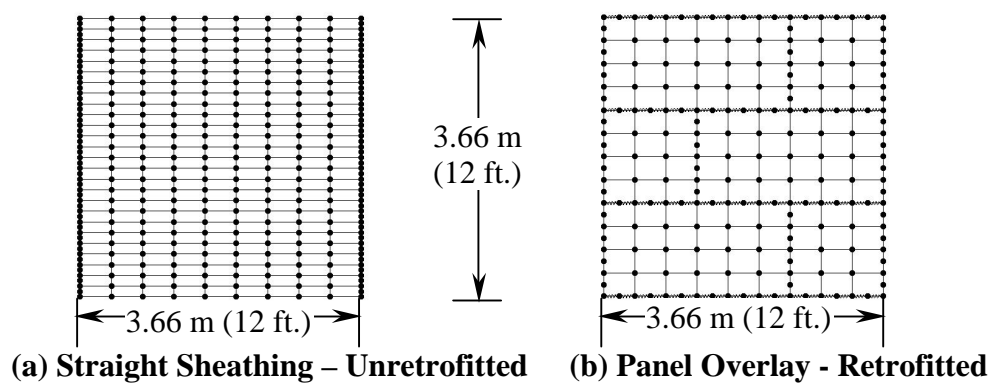 3.66 m
(12 ft.)
3.66 m (12 ft.)
3.66 m (12 ft.)
(a) Straight Sheathing – Unretrofitted
(b) Panel Overlay - Retrofitted